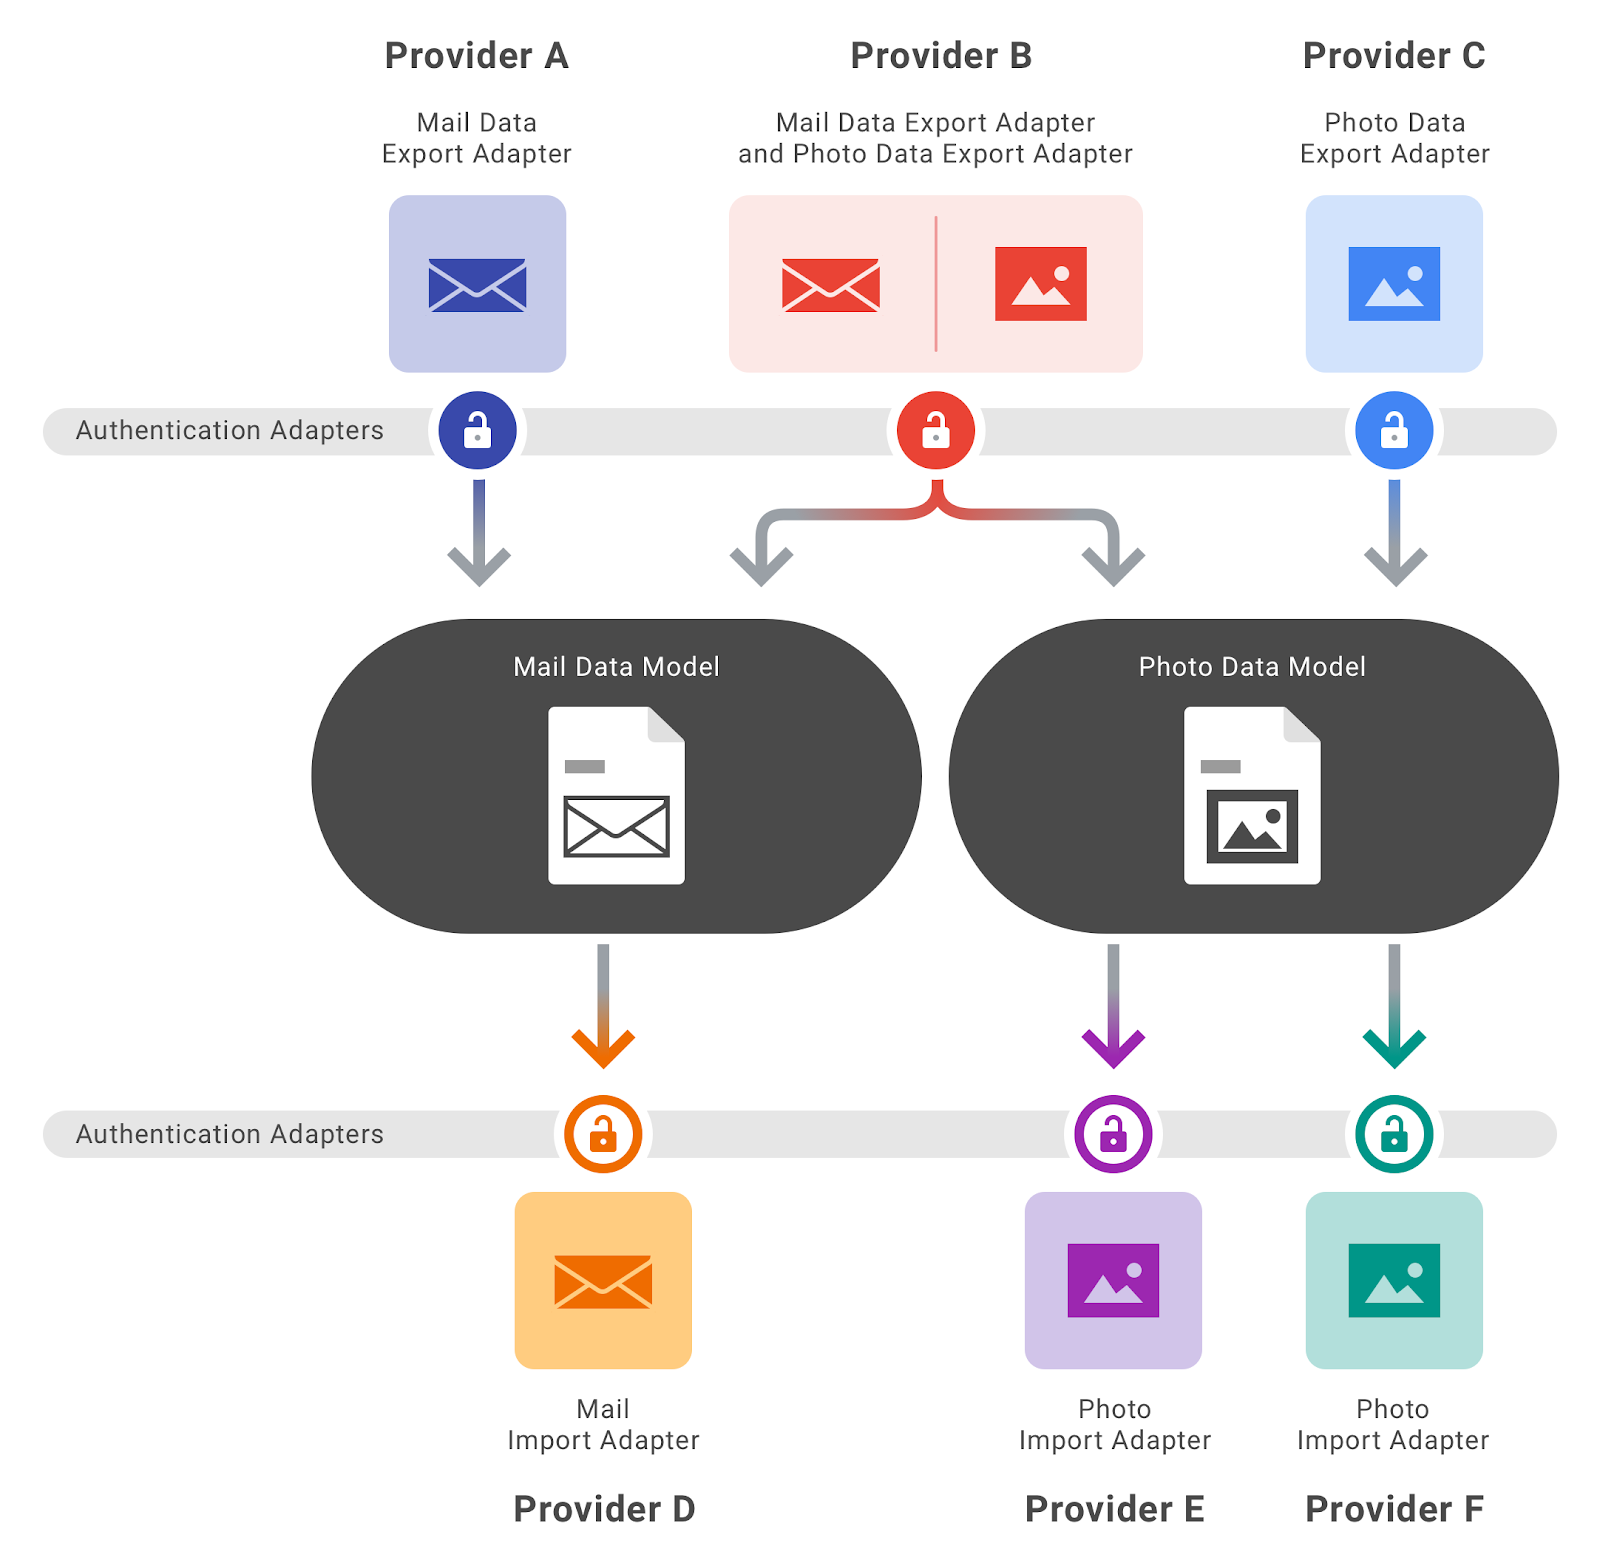 Provider A
Mail Data
Export Adapter
Provider B
Mail Data Export Adapter
and Photo Data Export Adapter
Provider C
Photo Data
Export Adapter
Authentication Adapters
Mail Data Model
Photo Data Model
Authentication Adapters
Mail
Import Adapter
Provider D
Photo
Import Adapter
Provider E
Photo
Import Adapter
Provider F